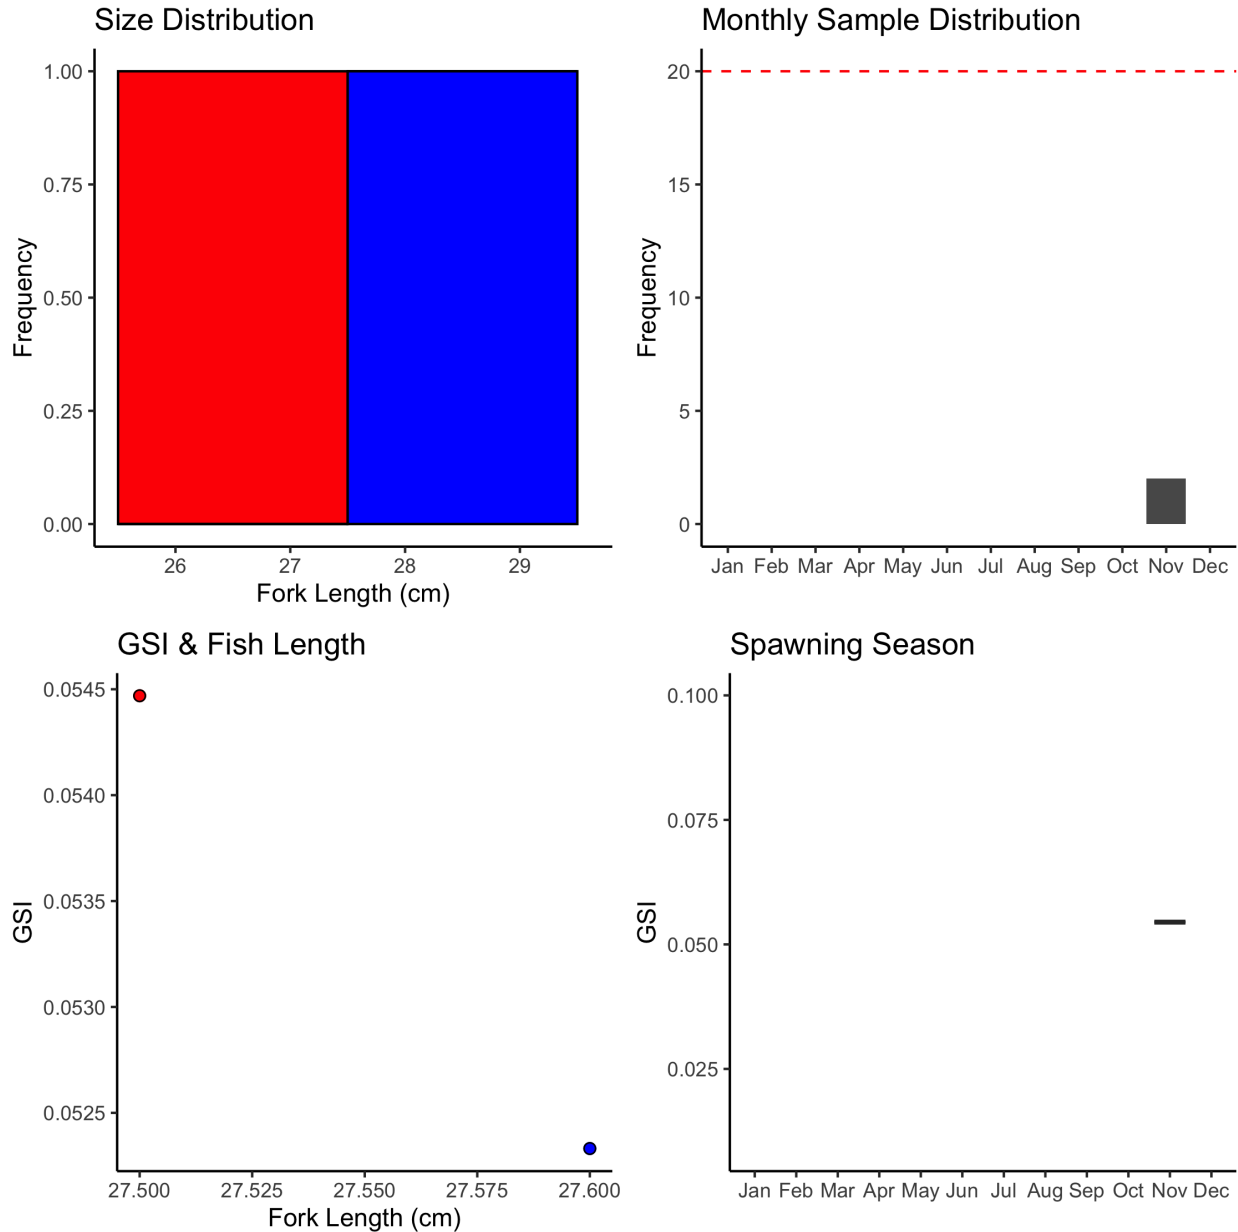 Size Distribution
Frequency
1.00
0.75
0.50
0.25
0.00
26 27 28 29
Fork Length (cm)
Monthly Sample Distribution
Frequency
20
15
10
5
0
Jan Feb Mar Apr May Jun Jul Aug Sep Oct Nov Dec
GSI & Fish Length
GSI
0.0545
0.0540
0.0535
0.0530
0.0525
27.500 27.525 27.550 27.575 27.600
Fork Length (cm)
Spawning Season
GSI
0.100
0.075
0.050
0.025
Jan Feb Mar Apr May Jun Jul Aug Sep Oct Nov Dec